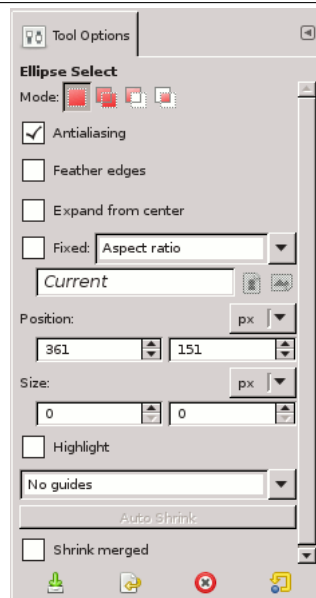 Tool Options
Ellipse Select
Mode:
Antialiasing
Feather edges
Expand from center
Fixed: Aspect ratio
Current
Position: px
361 151
Size: px
0 0
Highlight
No guides
Auto Shrink
Shrink merged